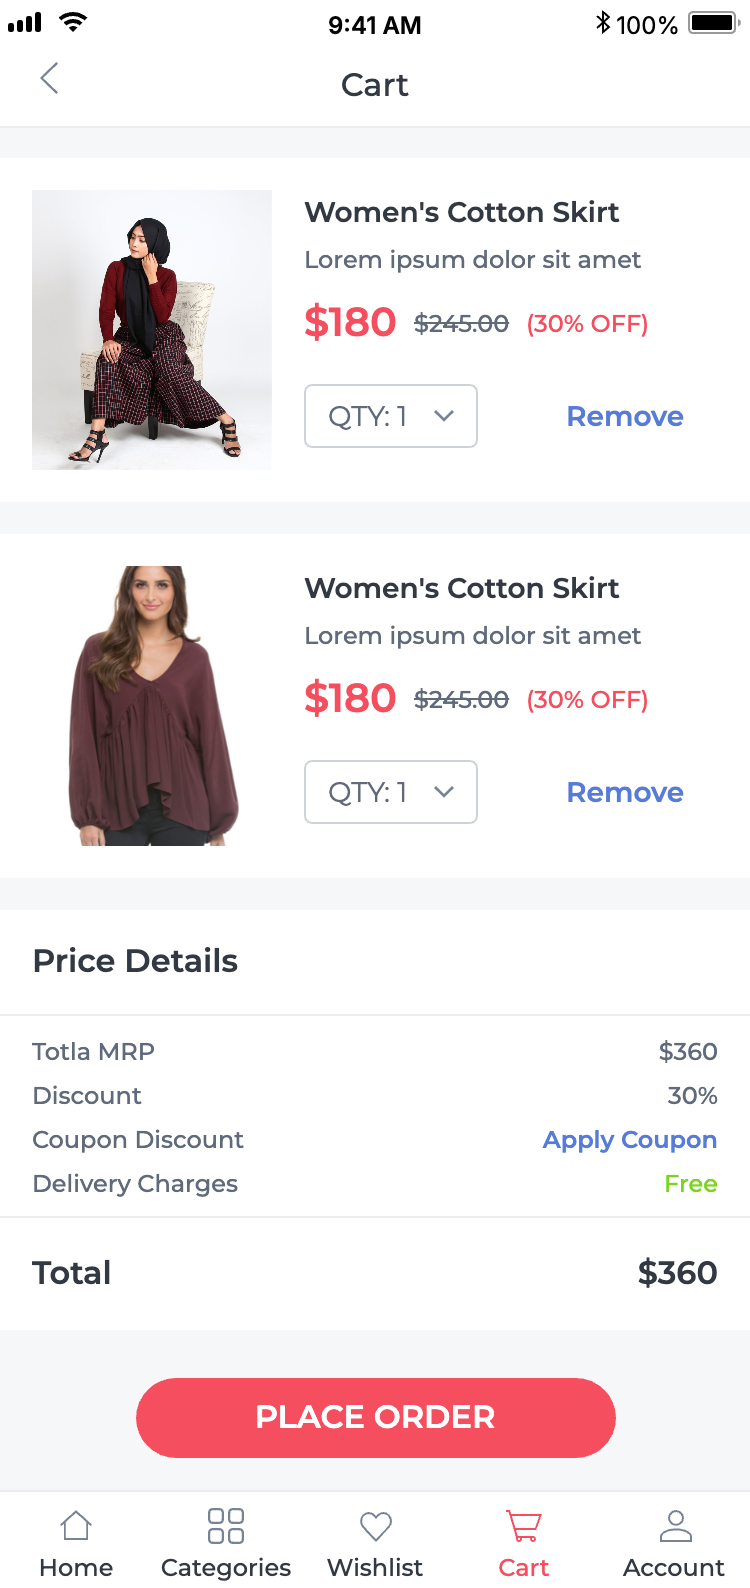 9:41 AM
100%
Cart
Women's Cotton Skirt
Lorem ipsum dolor sit amet
$180 $245.00 (30% OFF)
QTY: 1 Remove
Women's Cotton Skirt
Lorem ipsum dolor sit amet
$180 $245.00 (30% OFF)
QTY: 1 Remove
Price Details
Totla MRP $360
Discount 30%
Coupon Discount Apply Coupon
Delivery Charges Free
Total $360
PLACE ORDER
Home Categories Wishlist Cart Account